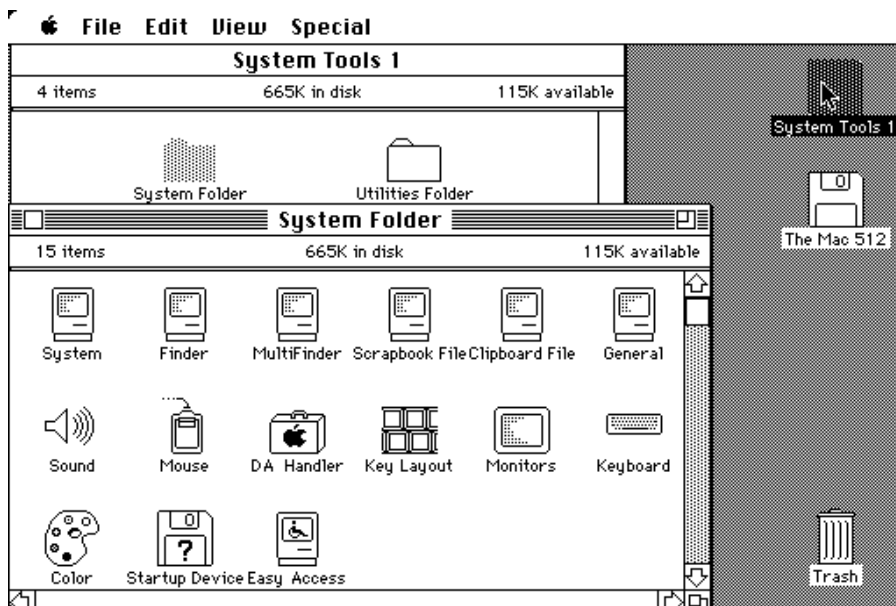 File Edit View Special
System Tools 1
4 items 665K in disk 115K available
System Tools 1
System Folder Utilities Folder
The Mac 512
System Folder
15 items 665K in disk 115K available
System Finder MultiFinder Scrapbook File Clipboard File General
Sound Mouse DA Handler Key Layout Monitors Keyboard
Color Startup Device Easy Access
Trash